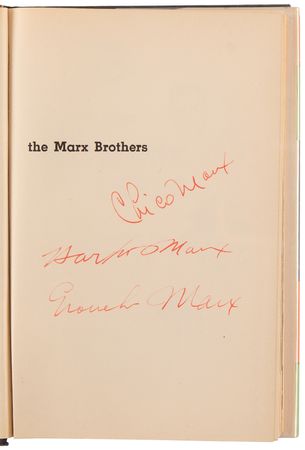 the Marx Brothers
Chico Marx
Harpo Marx
Groucho Marx